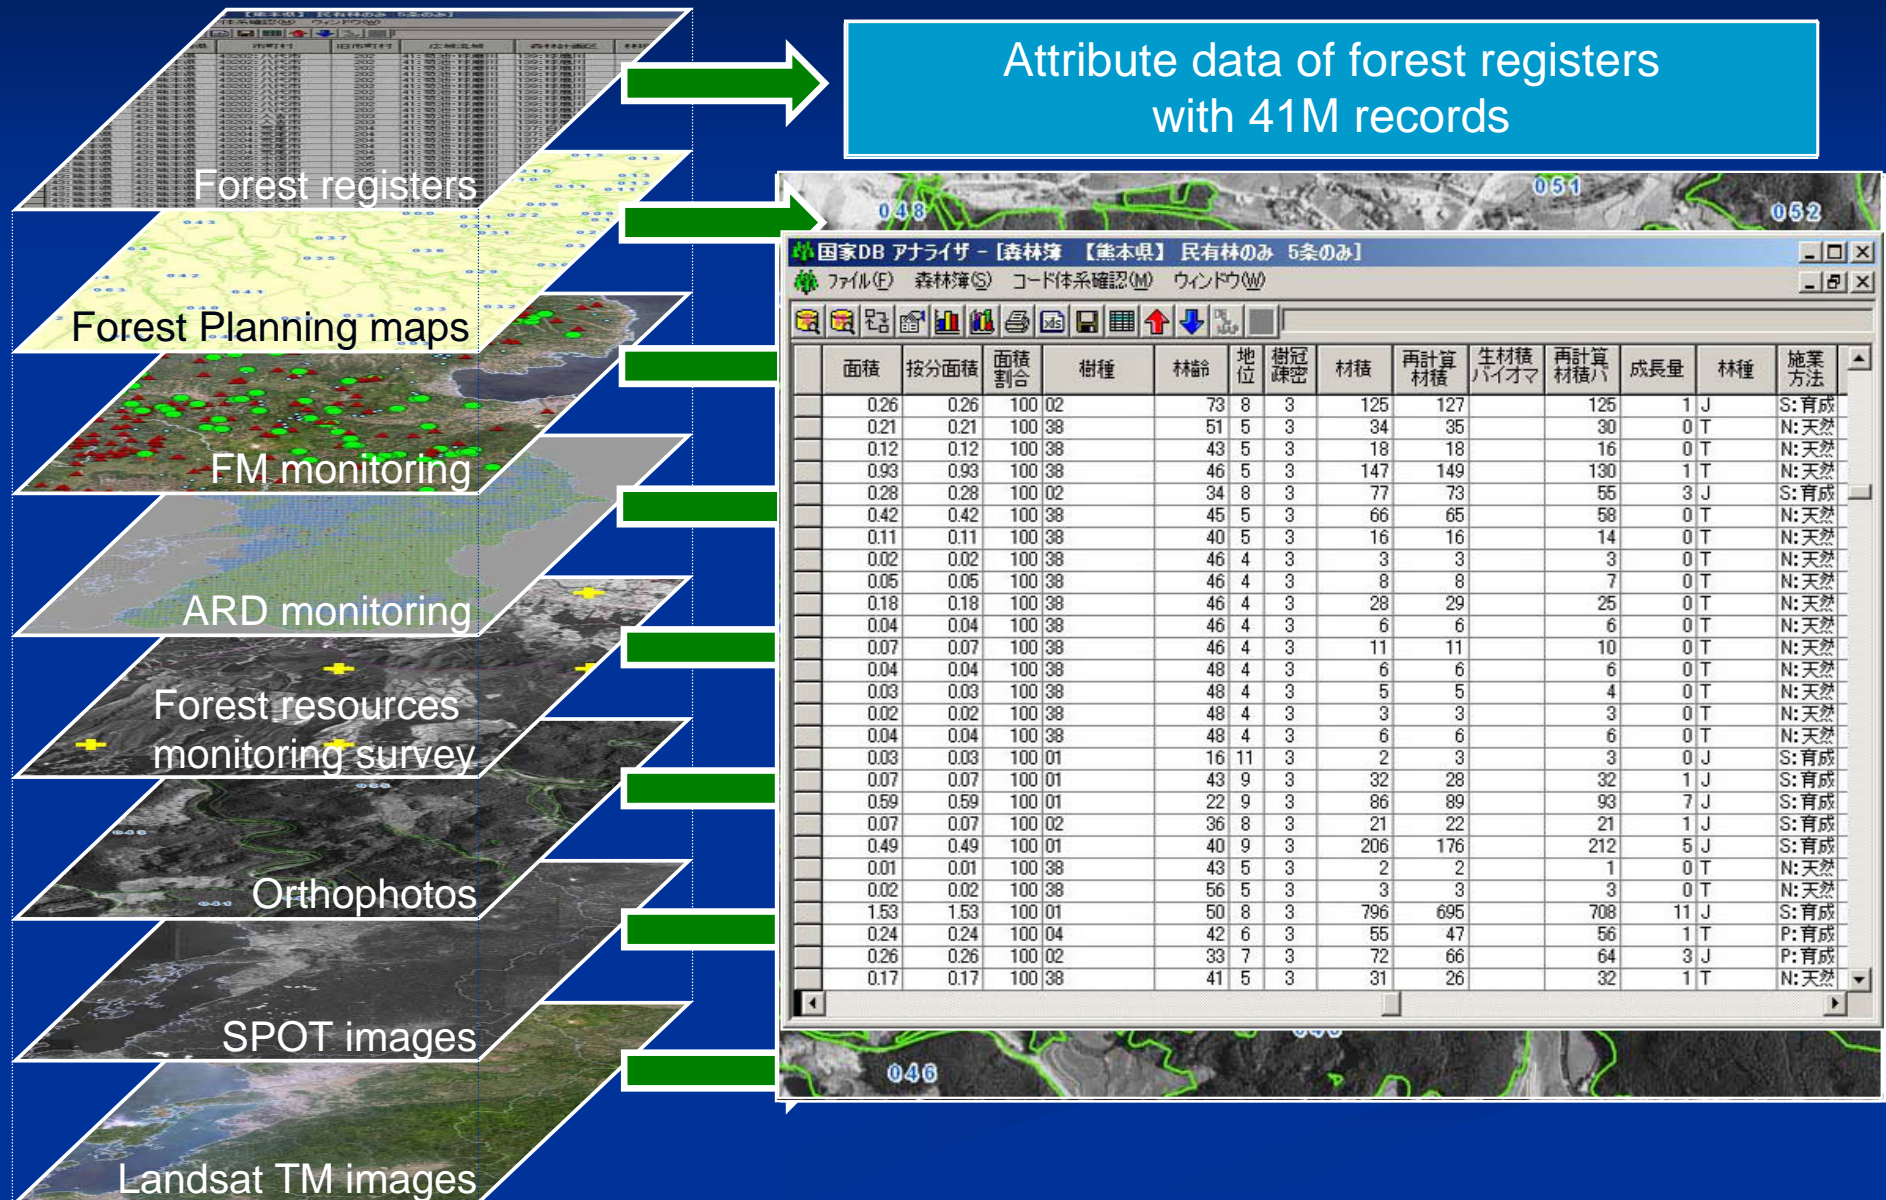 Attribute data of forest registers
with 41M records
Forest registers
Forest Planning maps
FM monitoring
ARD monitoring
Forest resources
monitoring survey
Orthophotos
SPOT images
Landsat TM images
048
051
052
国家DB アナライザ - [森林簿 【熊本県】 民有林のみ 5条のみ]
ファイル(F) 森林簿(S) コード体系確認(M) ウィンドウ(W)
面積 按分面積 面積割合 樹種 林齢 地位 樹冠疎密 材積 再計算材積 生材積バイオマ 再計算材積バ 成長量 林種 施業方法
0.26 0.26 100 02 73 8 3 125 127 125 1 J S:育成
0.21 0.21 100 38 51 5 3 34 35 30 0 T N:天然
0.12 0.12 100 38 43 5 3 18 18 16 0 T N:天然
0.93 0.93 100 38 46 5 3 147 149 130 1 T N:天然
0.28 0.28 100 02 34 8 3 77 73 55 3 J S:育成
0.42 0.42 100 38 45 5 3 66 65 58 0 T N:天然
0.11 0.11 100 38 40 5 3 16 16 14 0 T N:天然
0.02 0.02 100 38 46 4 3 3 3 3 0 T N:天然
0.05 0.05 100 38 46 4 3 8 8 7 0 T N:天然
0.18 0.18 100 38 46 4 3 28 29 25 0 T N:天然
0.04 0.04 100 38 46 4 3 6 6 6 0 T N:天然
0.07 0.07 100 38 46 4 3 11 11 10 0 T N:天然
0.04 0.04 100 38 48 4 3 6 6 6 0 T N:天然
0.03 0.03 100 38 48 4 3 5 5 4 0 T N:天然
0.02 0.02 100 38 48 4 3 3 3 3 0 T N:天然
0.04 0.04 100 38 48 4 3 6 6 6 0 T N:天然
0.03 0.03 100 01 16 11 3 2 3 3 0 J S:育成
0.07 0.07 100 01 43 9 3 32 28 32 1 J S:育成
0.59 0.59 100 01 22 9 3 86 89 93 7 J S:育成
0.07 0.07 100 02 36 8 3 21 22 21 1 J S:育成
0.49 0.49 100 01 40 9 3 206 176 212 5 J S:育成
0.01 0.01 100 38 43 5 3 2 2 1 0 T N:天然
0.02 0.02 100 38 56 5 3 3 3 3 0 T N:天然
1.53 1.53 100 01 50 8 3 796 695 708 11 J S:育成
0.24 0.24 100 04 42 6 3 55 47 56 1 T P:育成
0.26 0.26 100 02 33 7 3 72 66 64 3 J P:育成
0.17 0.17 100 38 41 5 3 31 26 32 1 T N:天然
046